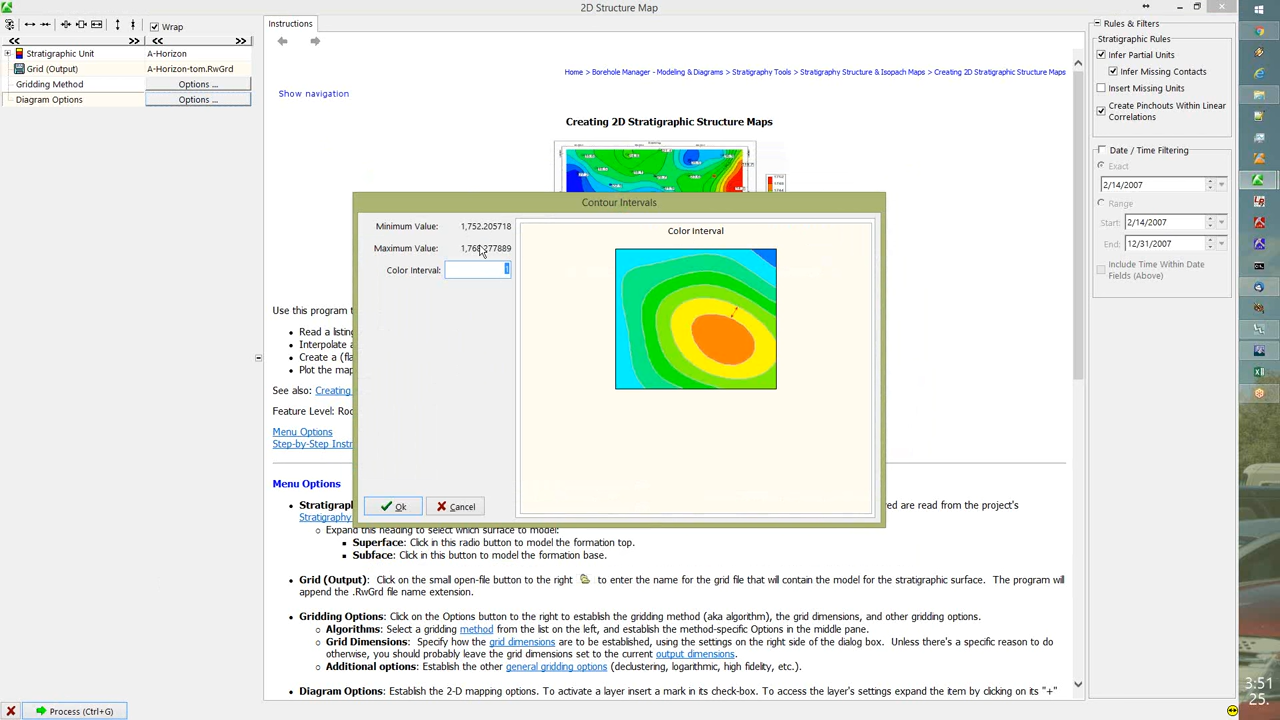 2D Structure Map
Wrap
<< >> << >>
Stratigraphic Unit A-Horizon
Grid (Output) A-Horizon-tom.RwGrd
Gridding Method Options ...
Diagram Options Options ...
Instructions
Home > Borehole Manager - Modeling & Diagrams > Stratigraphy Tools > Stratigraphy Structure & Isopach Maps > Creating 2D Stratigraphic Structure Maps
Show navigation
Creating 2D Stratigraphic Structure Maps
Contour Intervals
Minimum Value: 1,752.205718
Maximum Value:
Color Interval: 1
Color Interval
Ok Cancel
Use this program t
Read a listing
Interpolate a
Create a (fla
Plot the map
See also: Creating
Feature Level: Roc
Menu Options
Step-by-Step Instr
Menu Options
Stratigraph ed are read from the project's
Stratigraphy
Expand this heading to select which surface to model:
Superface: Click in this radio button to model the formation top.
Subface: Click in this button to model the formation base.
Grid (Output): Click on the small open-file button to the right to enter the name for the grid file that will contain the model for the stratigraphic surface. The program will
append the .RwGrd file name extension.
Gridding Options: Click on the Options button to the right to establish the gridding method (aka algorithm), the grid dimensions, and other gridding options.
Algorithms: Select a gridding method from the list on the left, and establish the method-specific Options in the middle pane.
Grid Dimensions: Specify how the grid dimensions are to be established, using the settings on the right side of the dialog box. Unless there's a specific reason to do
otherwise, you should probably leave the grid dimensions set to the current output dimensions.
Additional options: Establish the other general gridding options (declustering, logarithmic, high fidelity, etc.).
Diagram Options: Establish the 2-D mapping options. To activate a layer insert a mark in its check-box. To access the layer's settings expand the item by clicking on its "+"
Process (Ctrl+G)
Rules & Filters
Stratigraphic Rules
Infer Partial Units
Infer Missing Contacts
Insert Missing Units
Create Pinchouts Within Linear
Correlations
Date / Time Filtering
Exact
2/14/2007
Range
Start: 2/14/2007
End: 12/31/2007
Include Time Within Date
Fields (Above)
3:51
25.